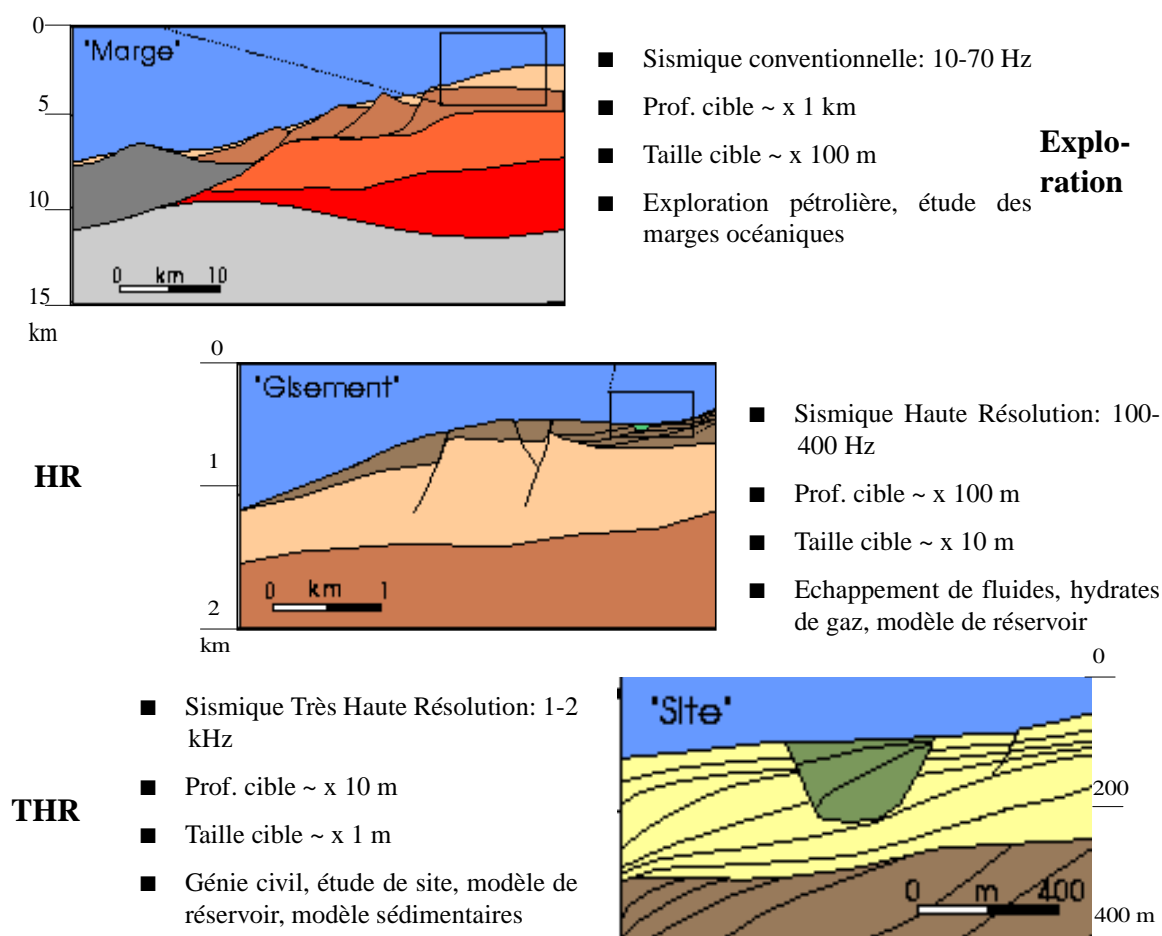 0
5
10
15
km
"Marge"
0 km 10
■ Sismique conventionnelle: 10-70 Hz
■ Prof. cible ~ x 1 km
■ Taille cible ~ x 100 m
■ Exploration pétrolière, étude des
marges océaniques
Explo-
ration
HR
0
1
2
km
"Gisement"
0 km 1
■ Sismique Haute Résolution: 100-
400 Hz
■ Prof. cible ~ x 100 m
■ Taille cible ~ x 10 m
■ Echappement de fluides, hydrates
de gaz, modèle de réservoir
THR
■ Sismique Très Haute Résolution: 1-2
kHz
■ Prof. cible ~ x 10 m
■ Taille cible ~ x 1 m
■ Génie civil, étude de site, modèle de
réservoir, modèle sédimentaires
"Site"
0 m 400
0
200
400 m